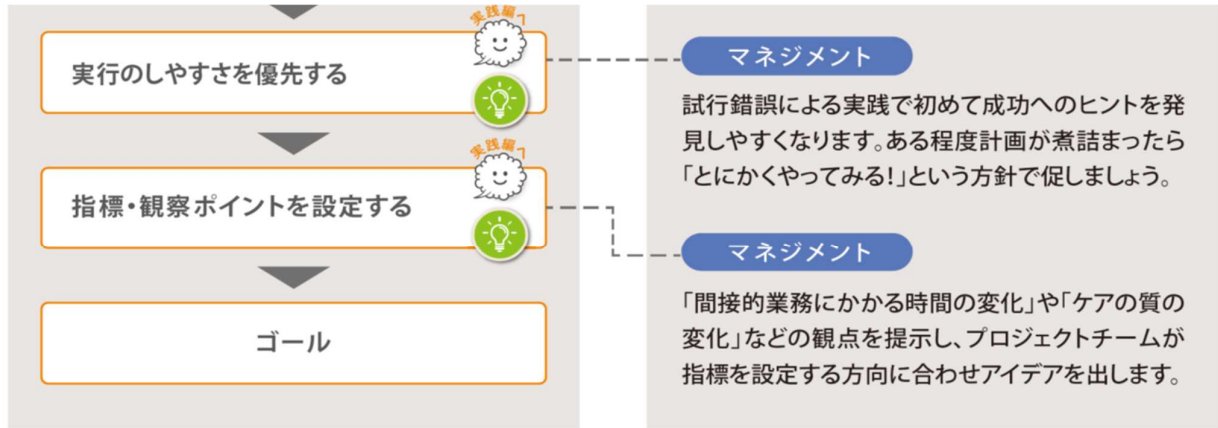 実践編へ
実行のしやすさを優先する
実践編へ
指標・観察ポイントを設定する
ゴール
マネジメント
試行錯誤による実践で初めて成功へのヒントを発
見しやすくなります。ある程度計画が煮詰まったら
「とにかくやってみる!」という方針で促しましょう。
マネジメント
「間接的業務にかかる時間の変化」や「ケアの質の
変化」などの観点を提示し、プロジェクトチームが
指標を設定する方向に合わせアイデアを出します。